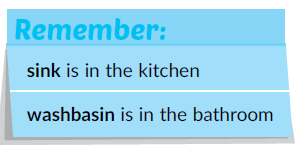 Remember:
sink is in the kitchen
washbasin is in the bathroom